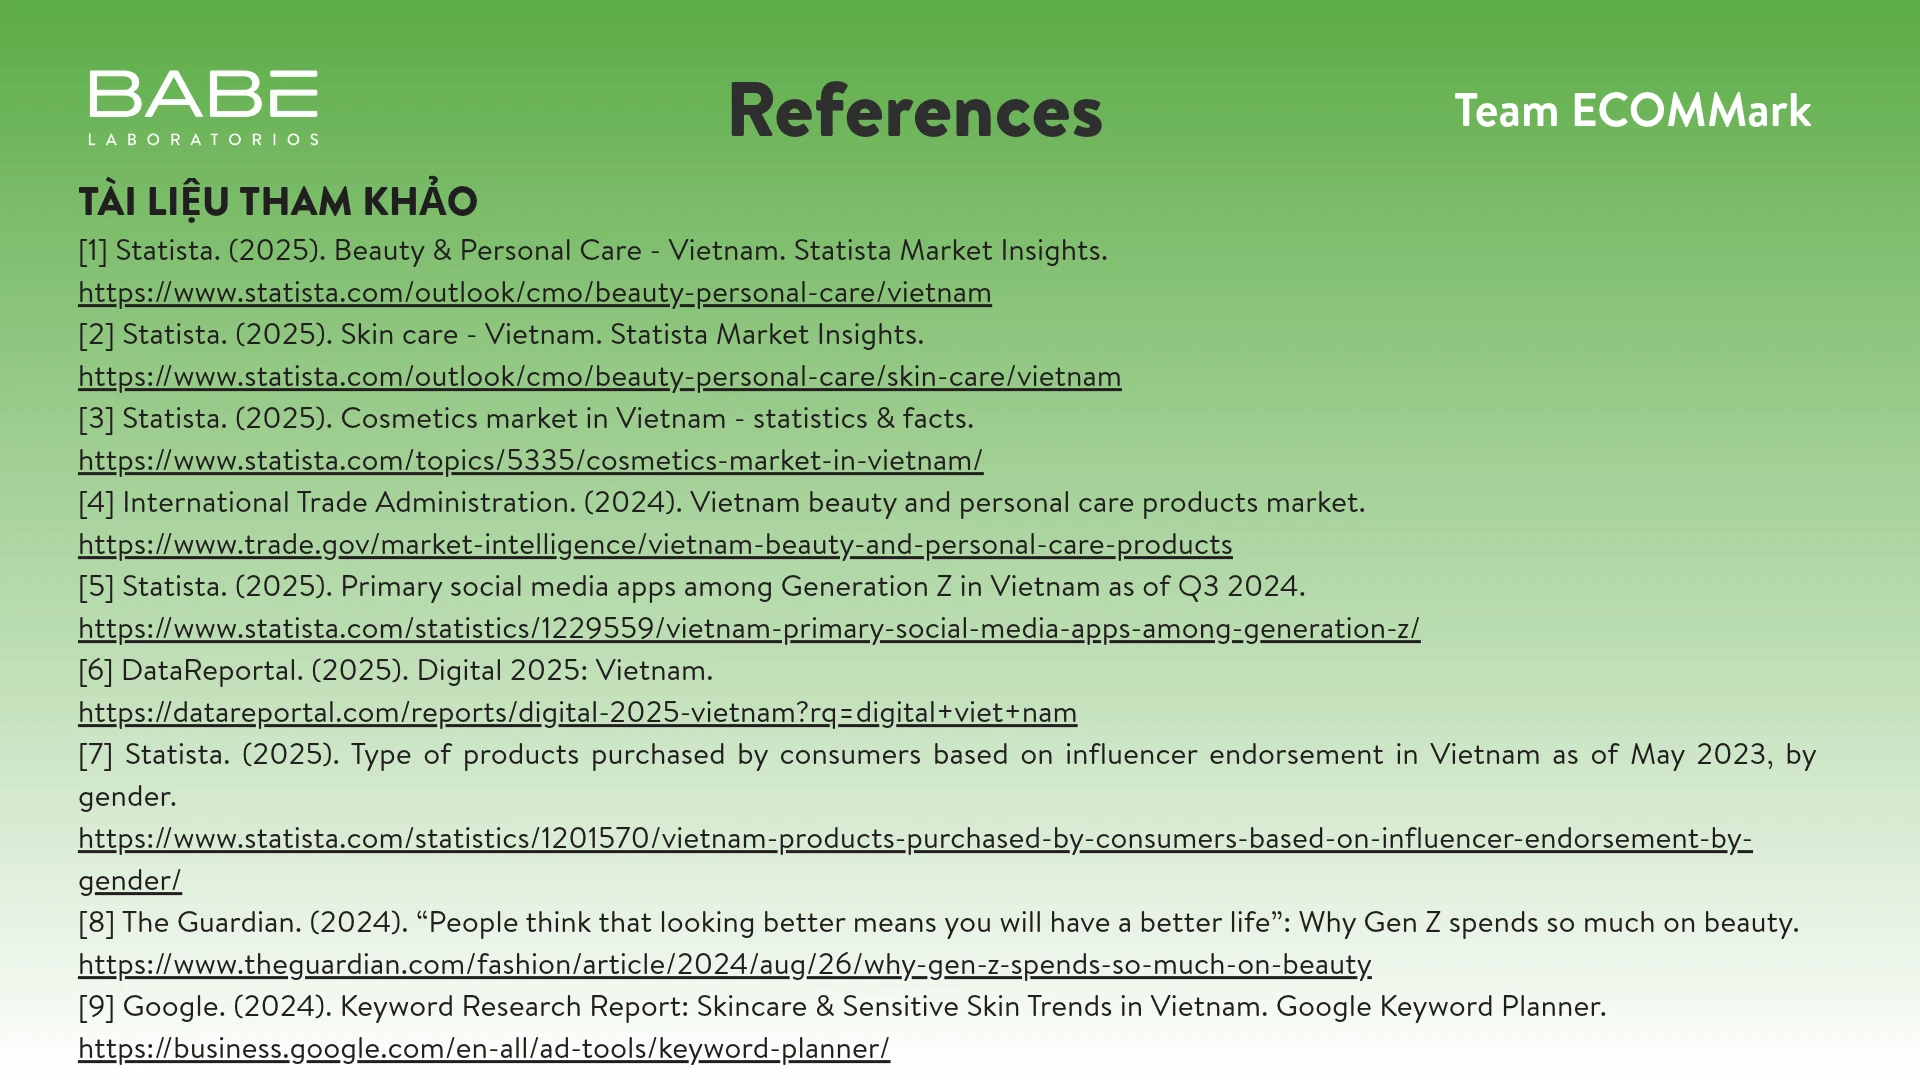 BABE
LABORATORIOS
References
Team ECOMMark
TÀI LIỆU THAM KHẢO
[1] Statista. (2025). Beauty & Personal Care - Vietnam. Statista Market Insights.
https://www.statista.com/outlook/cmo/beauty-personal-care/vietnam
[2] Statista. (2025). Skin care - Vietnam. Statista Market Insights.
https://www.statista.com/outlook/cmo/beauty-personal-care/skin-care/vietnam
[3] Statista. (2025). Cosmetics market in Vietnam - statistics & facts.
https://www.statista.com/topics/5335/cosmetics-market-in-vietnam/
[4] International Trade Administration. (2024). Vietnam beauty and personal care products market.
https://www.trade.gov/market-intelligence/vietnam-beauty-and-personal-care-products
[5] Statista. (2025). Primary social media apps among Generation Z in Vietnam as of Q3 2024.
https://www.statista.com/statistics/1229559/vietnam-primary-social-media-apps-among-generation-z/
[6] DataReportal. (2025). Digital 2025: Vietnam.
https://datareportal.com/reports/digital-2025-vietnam?rq=digital+viet+nam
[7] Statista. (2025). Type of products purchased by consumers based on influencer endorsement in Vietnam as of May 2023, by
gender.
https://www.statista.com/statistics/1201570/vietnam-products-purchased-by-consumers-based-on-influencer-endorsement-by-
gender/
[8] The Guardian. (2024). “People think that looking better means you will have a better life”: Why Gen Z spends so much on beauty.
https://www.theguardian.com/fashion/article/2024/aug/26/why-gen-z-spends-so-much-on-beauty
[9] Google. (2024). Keyword Research Report: Skincare & Sensitive Skin Trends in Vietnam. Google Keyword Planner.
https://business.google.com/en-all/ad-tools/keyword-planner/